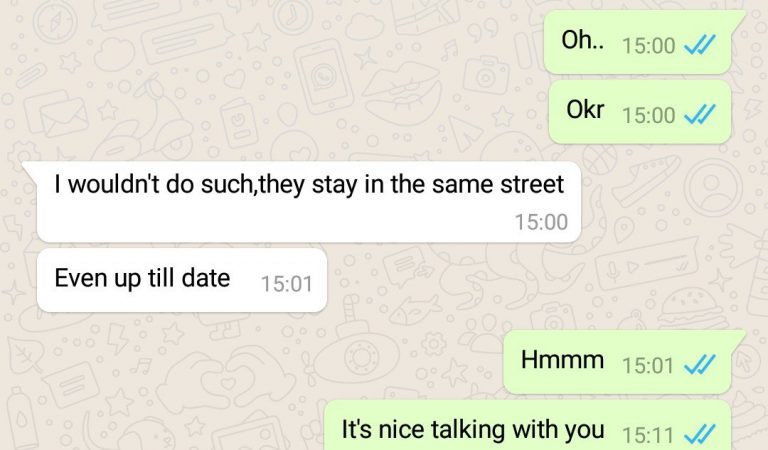 Oh.. 15:00
Okr 15:00
I wouldn't do such,they stay in the same street
15:00
Even up till date 15:01
Hmmm 15:01
It's nice talking with you 15:11